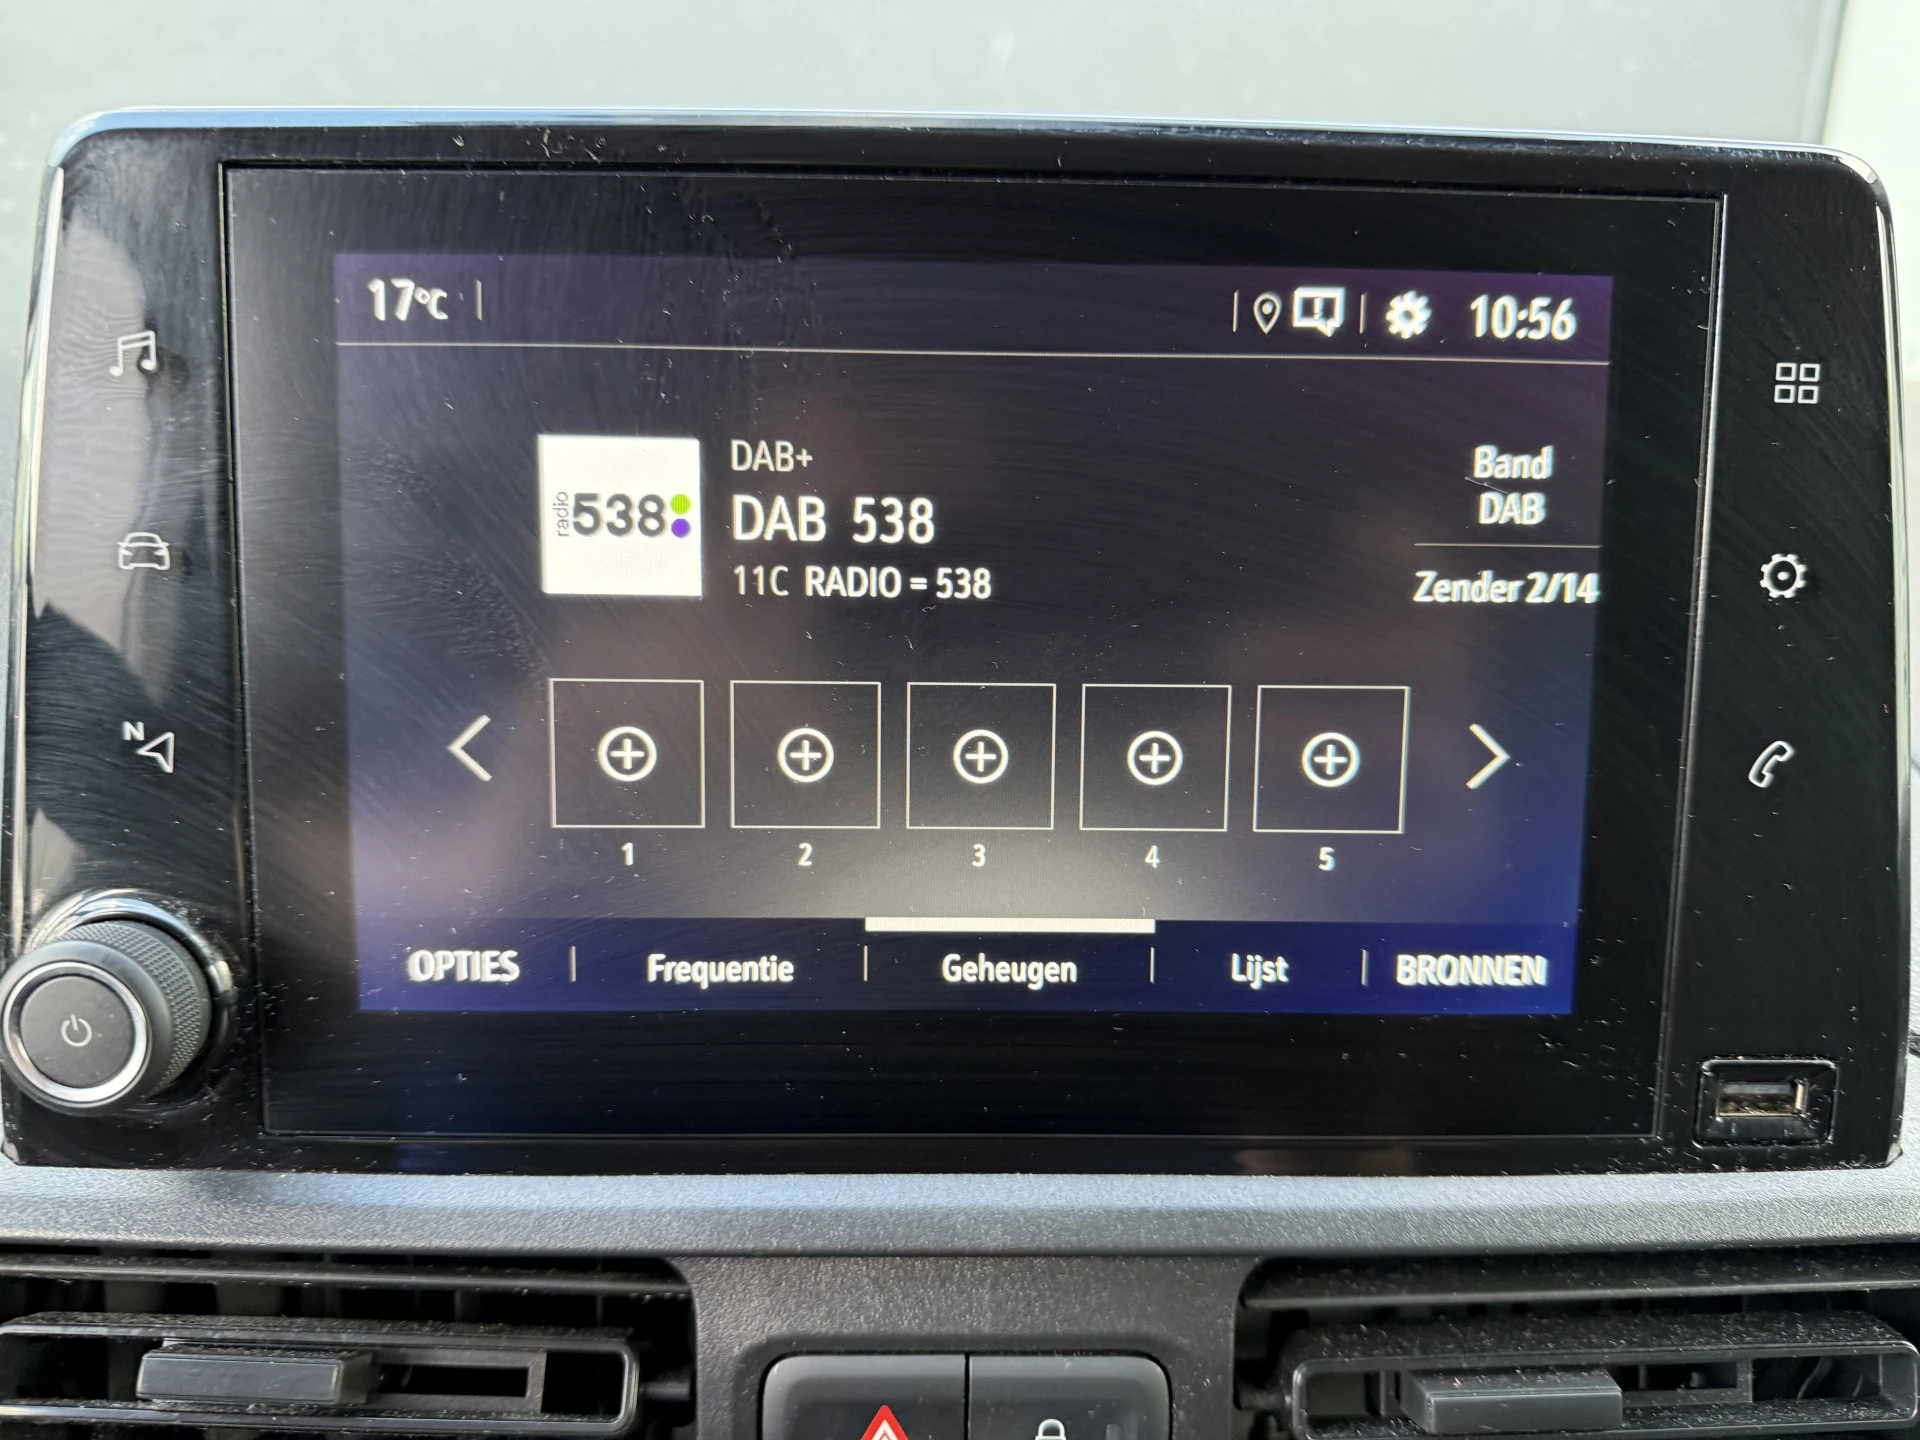 17°C
10:56
N
radio
538
DAB+
DAB 538
11C RADIO = 538
Band
DAB
Zender 2/14
1 2 3 4 5
OPTIES Frequentie Geheugen Lijst BRONNEN